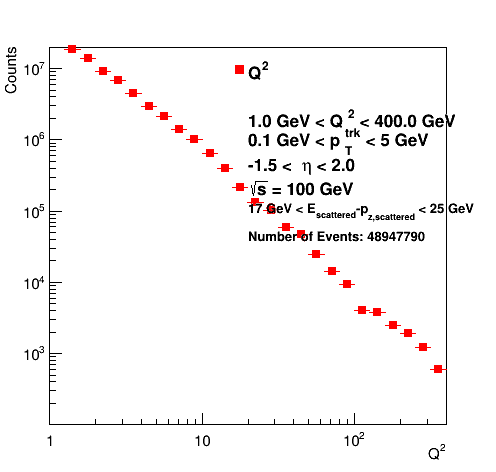 Counts
10⁷
10⁶
10⁵
10⁴
10³
Q²
1.0 GeV < Q² < 400.0 GeV
0.1 GeV < p_T^trk < 5 GeV
-1.5 < η < 2.0
√s = 100 GeV
17 GeV < E_scattered-p_z,scattered < 25 GeV
Number of Events: 48947790
1
10
10²
Q²